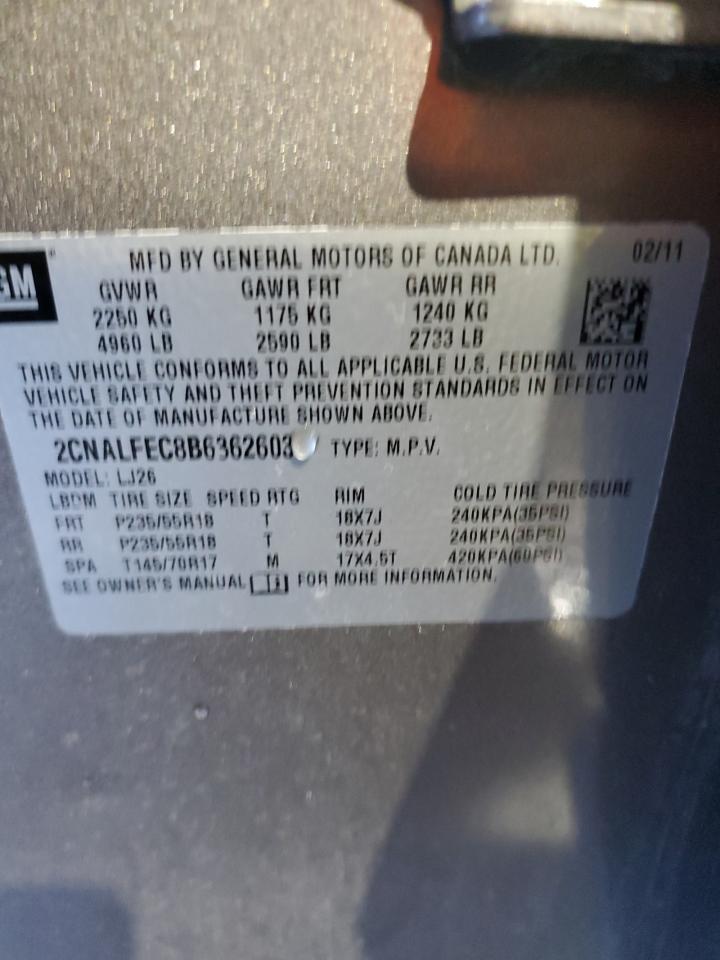 GM
MFD BY GENERAL MOTORS OF CANADA LTD. 02/11
GVWR GAWR FRT GAWR RR
2250 KG 1175 KG 1240 KG
4960 LB 2590 LB 2733 LB
THIS VEHICLE CONFORMS TO ALL APPLICABLE U.S. FEDERAL MOTOR
VEHICLE SAFETY AND THEFT PREVENTION STANDARDS IN EFFECT ON
THE DATE OF MANUFACTURE SHOWN ABOVE.
2CNALFEC8B6362603 TYPE: M.P.V.
MODEL: LJ26
TIRE SIZE SPEED RTG RIM COLD TIRE PRESSURE
FRT P235/55R18 T 18X7J 240KPA(35PSI)
RR P235/55R18 T 18X7J 240KPA(35PSI)
SPA T145/70R17 M 17X4.5T 420KPA(60PSI)
SEE OWNER'S MANUAL FOR MORE INFORMATION.